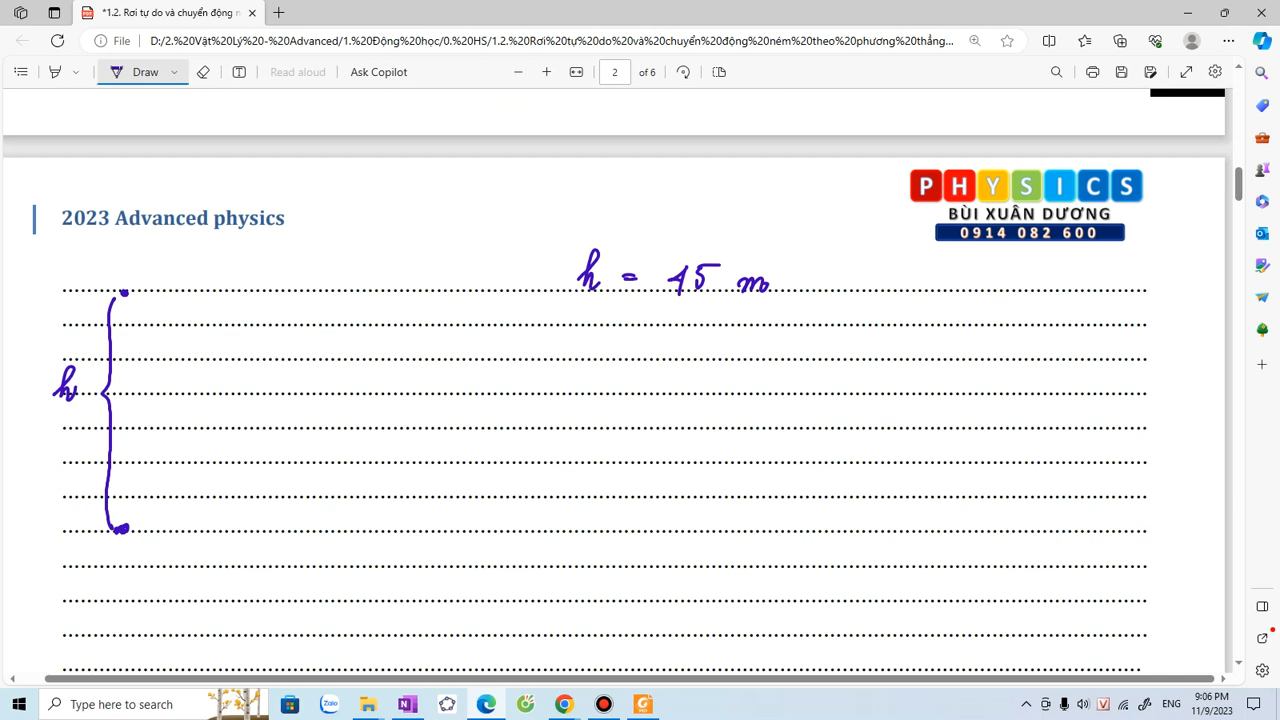 *1.2. Rơi tự do và chuyển động n
File D:/2.%20Vật%20Lý%20-%20Advanced/1.%20Động%20học/0.%20HS/1.2.%20Rơi%20tự%20do%20và%20chuyển%20động%20ném%20theo%20phương%20thẳng...
Draw Read aloud Ask Copilot 2 of 6
PHYSICS
BÙI XUÂN DƯƠNG
0914 082 600
2023 Advanced physics
h = 45 m
h
Type here to search
Zalo
ENG
9:06 PM
11/9/2023